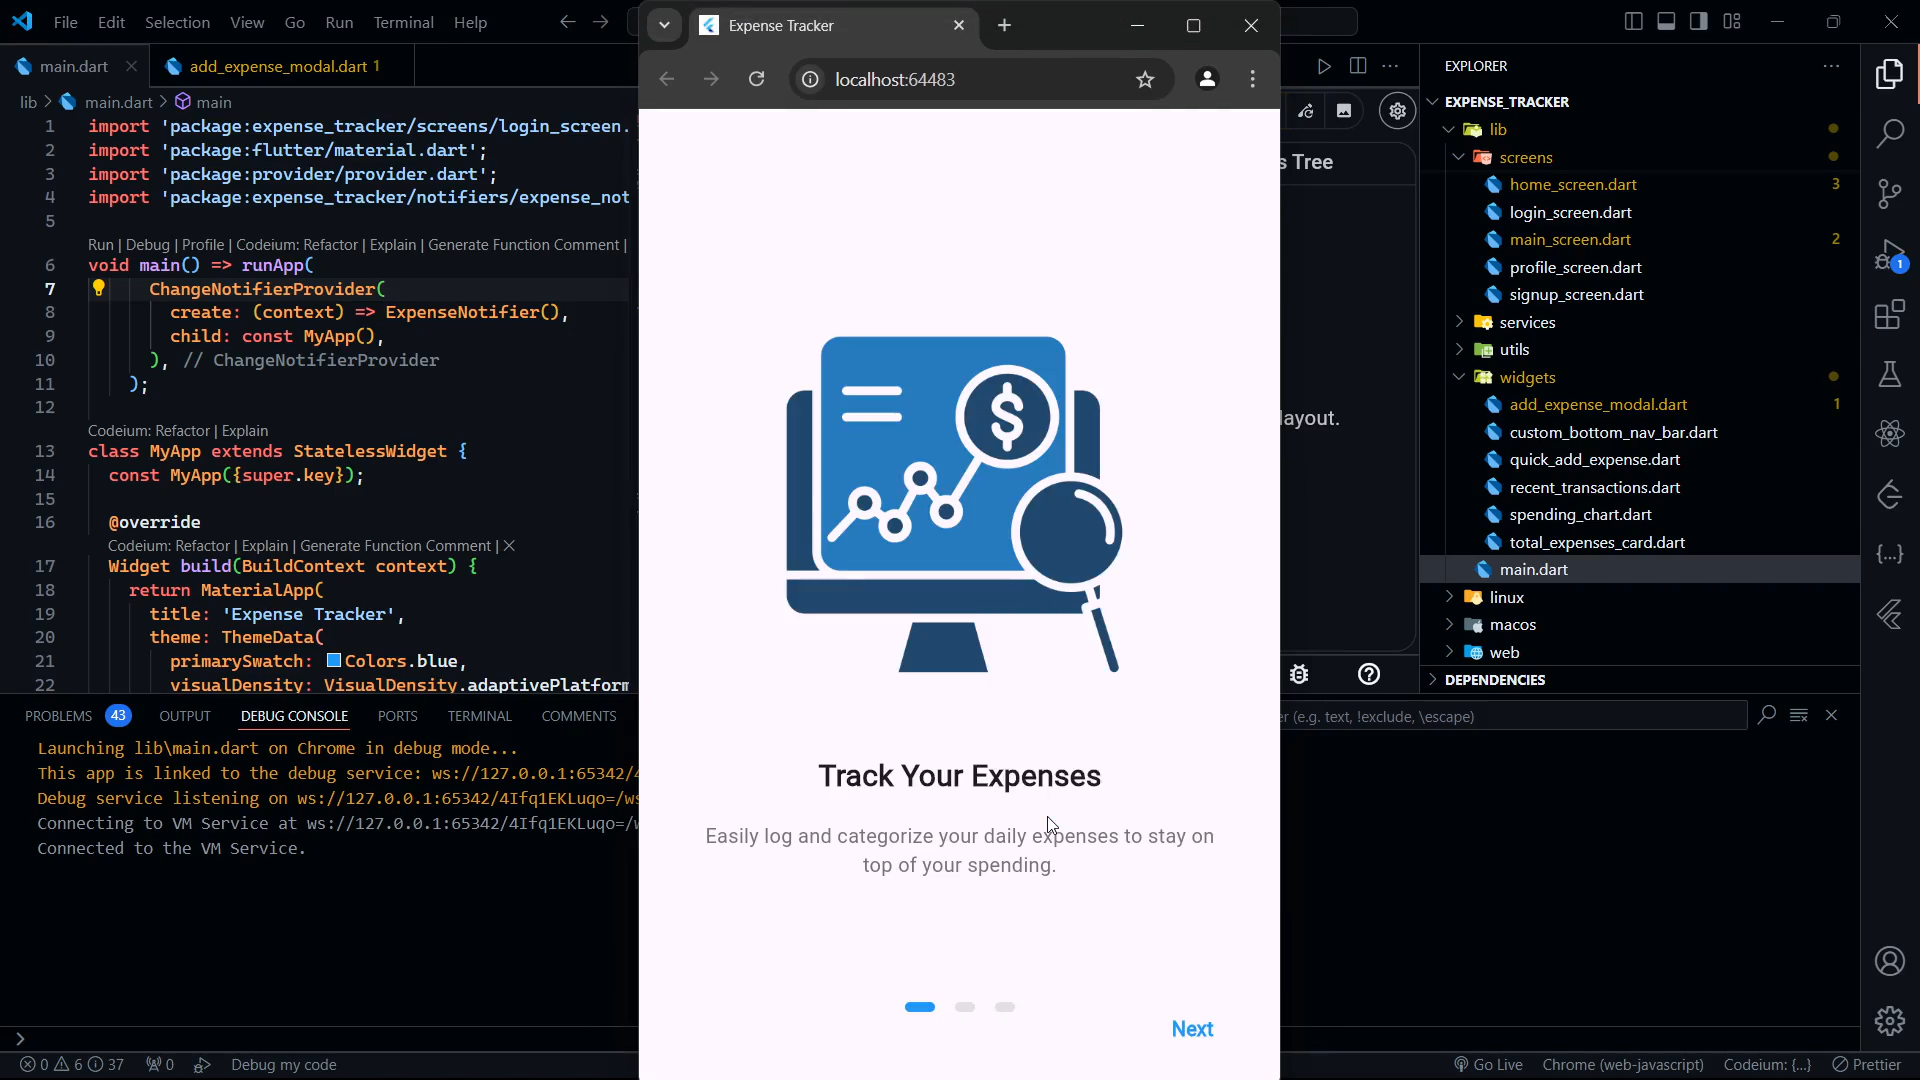 File Edit Selection View Go Run Terminal Help
main.dart
add_expense_modal.dart 1
lib > main.dart > main
1 import 'package:expense_tracker/screens/login_screen.
2 import 'package:flutter/material.dart';
3 import 'package:provider/provider.dart';
4 import 'package:expense_tracker/notifiers/expense_not
5
Run | Debug | Profile | Codeium: Refactor | Explain | Generate Function Comment |
6 void main() => runApp(
7 ChangeNotifierProvider(
8 create: (context) => ExpenseNotifier(),
9 child: const MyApp(),
10 ), // ChangeNotifierProvider
11 );
12
Codeium: Refactor | Explain
13 class MyApp extends StatelessWidget {
14 const MyApp({super.key});
15
16 @override
Codeium: Refactor | Explain | Generate Function Comment | X
17 Widget build(BuildContext context) {
18 return MaterialApp(
19 title: 'Expense Tracker',
20 theme: ThemeData(
21 primarySwatch: Colors.blue,
22 visualDensity: VisualDensity.adaptivePlatform
PROBLEMS 43 OUTPUT DEBUG CONSOLE PORTS TERMINAL COMMENTS
Launching lib\main.dart on Chrome in debug mode...
This app is linked to the debug service: ws://127.0.0.1:65342/4
Debug service listening on ws://127.0.0.1:65342/4Ifq1EKLuqo=/ws
Connecting to VM Service at ws://127.0.0.1:65342/4Ifq1EKLuqo=/w
Connected to the VM Service.
0 6 37 0 Debug my code
Expense Tracker
localhost:64483
$
Track Your Expenses
Easily log and categorize your daily expenses to stay on
top of your spending.
Next
s Tree
layout.
er (e.g. text, !exclude, \escape)
EXPLORER
EXPENSE_TRACKER
lib
screens
home_screen.dart 3
login_screen.dart
main_screen.dart 2
profile_screen.dart
signup_screen.dart
services
utils
widgets
add_expense_modal.dart 1
custom_bottom_nav_bar.dart
quick_add_expense.dart
recent_transactions.dart
spending_chart.dart
total_expenses_card.dart
main.dart
linux
macos
web
DEPENDENCIES
1
Go Live Chrome (web-javascript) Codeium: {...} Prettier